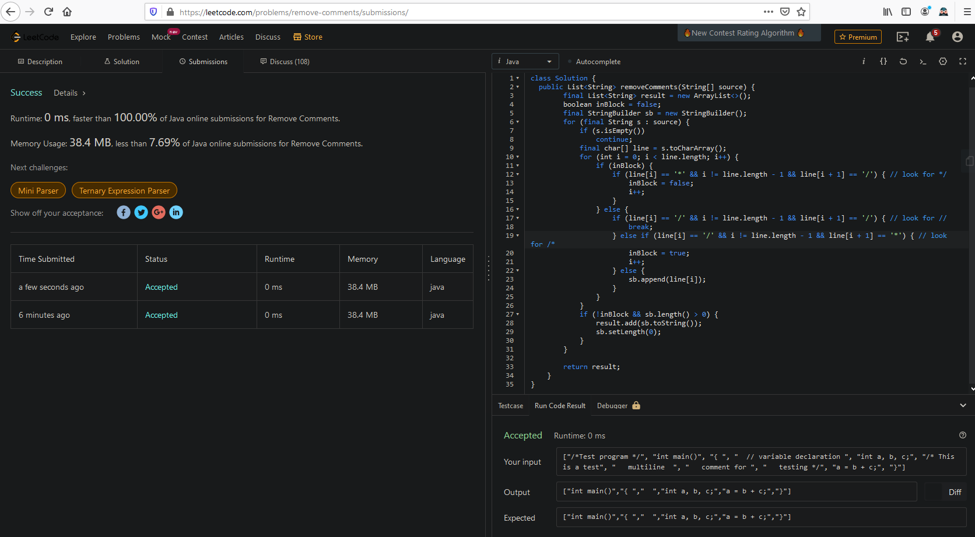 https://leetcode.com/problems/remove-comments/submissions/
LeetCode Explore Problems Mock Contest Articles Discuss Store
New Contest Rating Algorithm
Premium
5
Description Solution Submissions Discuss (108)
Success Details >
Runtime: 0 ms, faster than 100.00% of Java online submissions for Remove Comments.
Memory Usage: 38.4 MB, less than 7.69% of Java online submissions for Remove Comments.
Next challenges:
Mini Parser Ternary Expression Parser
Show off your acceptance:
Time Submitted Status Runtime Memory Language
a few seconds ago Accepted 0 ms 38.4 MB java
6 minutes ago Accepted 0 ms 38.4 MB java
i Java Autocomplete
1 class Solution {
2 public List<String> removeComments(String[] source) {
3 final List<String> result = new ArrayList<>();
4 boolean inBlock = false;
5 final StringBuilder sb = new StringBuilder();
6 for (final String s : source) {
7 if (s.isEmpty())
8 continue;
9 final char[] line = s.toCharArray();
10 for (int i = 0; i < line.length; i++) {
11 if (inBlock) {
12 if (line[i] == '*' && i != line.length - 1 && line[i + 1] == '/') { // look for */
13 inBlock = false;
14 i++;
15 }
16 } else {
17 if (line[i] == '/' && i != line.length - 1 && line[i + 1] == '/') { // look for //
18 break;
19 } else if (line[i] == '/' && i != line.length - 1 && line[i + 1] == '*') { // look
for /*
20 inBlock = true;
21 i++;
22 } else {
23 sb.append(line[i]);
24 }
25 }
26 }
27 if (!inBlock && sb.length() > 0) {
28 result.add(sb.toString());
29 sb.setLength(0);
30 }
31 }
32
33 return result;
34 }
35 }
Testcase Run Code Result Debugger
Accepted Runtime: 0 ms
Your input
["/*Test program */", "int main()", "{ ", "  // variable declaration ", "int a, b, c;", "/* This
is a test", "   multiline  ", "   comment for ", "   testing */", "a = b + c;", "}"]
Output ["int main()","{ ","  ","int a, b, c;","a = b + c;","}"] Diff
Expected ["int main()","{ ","  ","int a, b, c;","a = b + c;","}"]